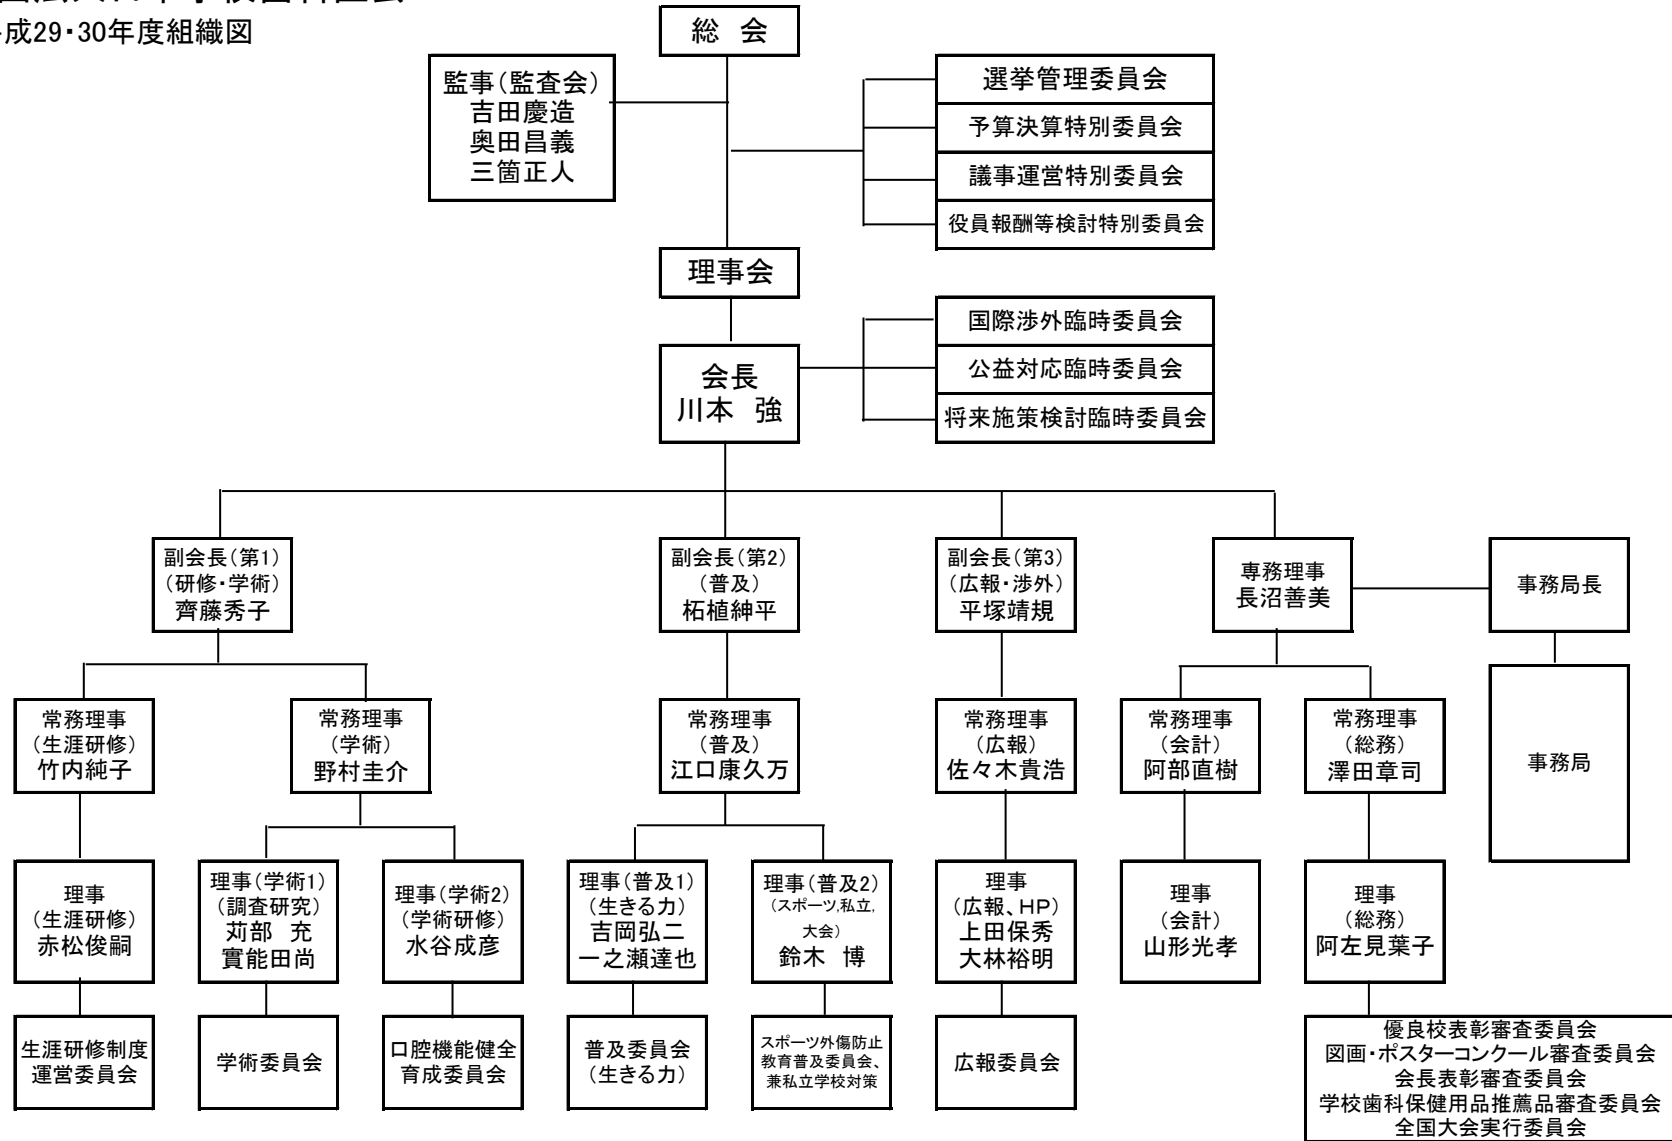 成29・30年度組織図
総　会
監事（監査会）
吉田慶造
奥田昌義
三箇正人
選挙管理委員会
予算決算特別委員会
議事運営特別委員会
役員報酬等検討特別委員会
理事会
会長
川本　強
国際渉外臨時委員会
公益対応臨時委員会
将来施策検討臨時委員会
副会長（第1）
（研修・学術）
齊藤秀子
副会長（第2）
（普及）
柘植紳平
副会長（第3）
（広報・渉外）
平塚靖規
専務理事
長沼善美
事務局長
常務理事
（生涯研修）
竹内純子
常務理事
（学術）
野村圭介
常務理事
（普及）
江口康久万
常務理事
（広報）
佐々木貴浩
常務理事
（会計）
阿部直樹
常務理事
（総務）
澤田章司
事務局
理事
（生涯研修）
赤松俊嗣
理事（学術1）
（調査研究）
苅部　充
實能田尚
理事（学術2）
（学術研修）
水谷成彦
理事（普及1）
（生きる力）
吉岡弘二
一之瀬達也
理事（普及2）
（スポーツ,私立,
大会）
鈴木　博
理事
（広報、HP）
上田保秀
大林裕明
理事
（会計）
山形光孝
理事
（総務）
阿左見葉子
生涯研修制度
運営委員会
学術委員会
口腔機能健全
育成委員会
普及委員会
（生きる力）
スポーツ外傷防止
教育普及委員会、
兼私立学校対策
広報委員会
優良校表彰審査委員会
図画・ポスターコンクール審査委員会
会長表彰審査委員会
学校歯科保健用品推薦品審査委員会
全国大会実行委員会